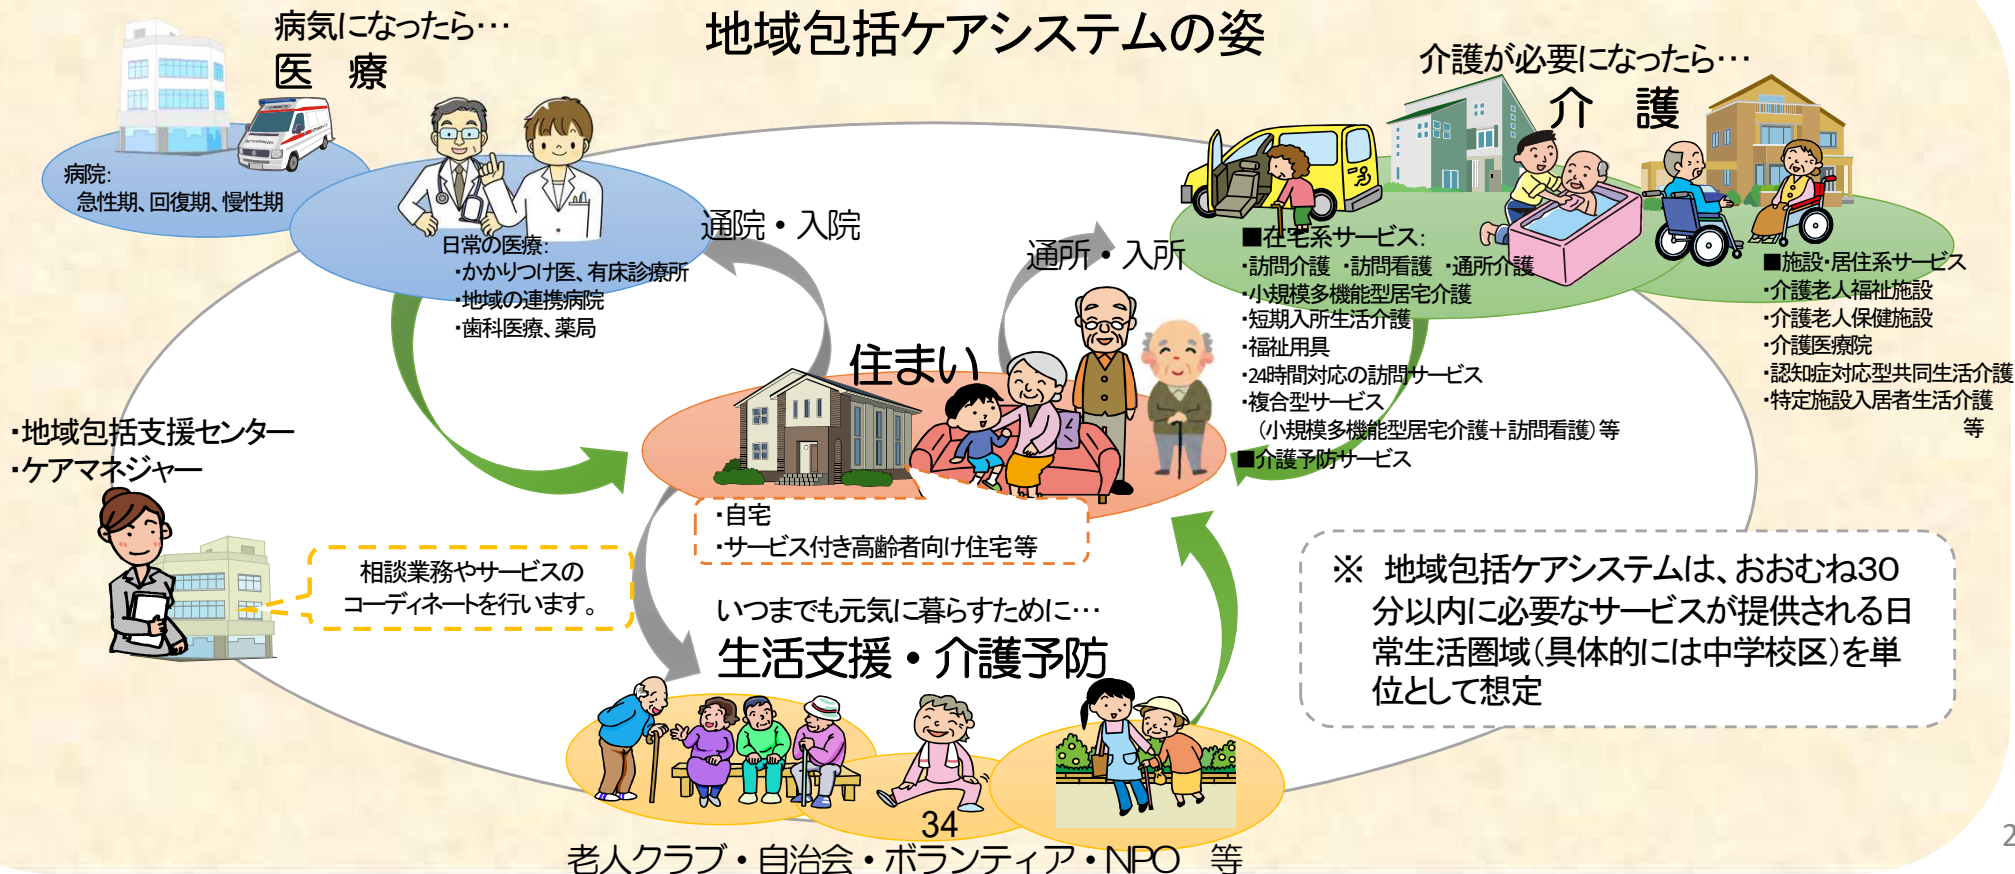 地域包括ケアシステムの姿
病気になったら…
医　療
病院:
急性期、回復期、慢性期
日常の医療:
・かかりつけ医、有床診療所
・地域の連携病院
・歯科医療、薬局
通院・入院
通所・入所
介護が必要になったら…
介　護
■在宅系サービス:
・訪問介護 ・訪問看護 ・通所介護
・小規模多機能型居宅介護
・短期入所生活介護
・福祉用具
・24時間対応の訪問サービス
・複合型サービス
（小規模多機能型居宅介護＋訪問看護）等
■介護予防サービス
■施設・居住系サービス
・介護老人福祉施設
・介護老人保健施設
・介護医療院
・認知症対応型共同生活介護
・特定施設入居者生活介護
等
住まい
・自宅
・サービス付き高齢者向け住宅等
・地域包括支援センター
・ケアマネジャー
相談業務やサービスの
コーディネートを行います。
いつまでも元気に暮らすために…
生活支援・介護予防
34
老人クラブ・自治会・ボランティア・NPO　等
※　地域包括ケアシステムは、おおむね30
分以内に必要なサービスが提供される日
常生活圏域（具体的には中学校区）を単
位として想定
2